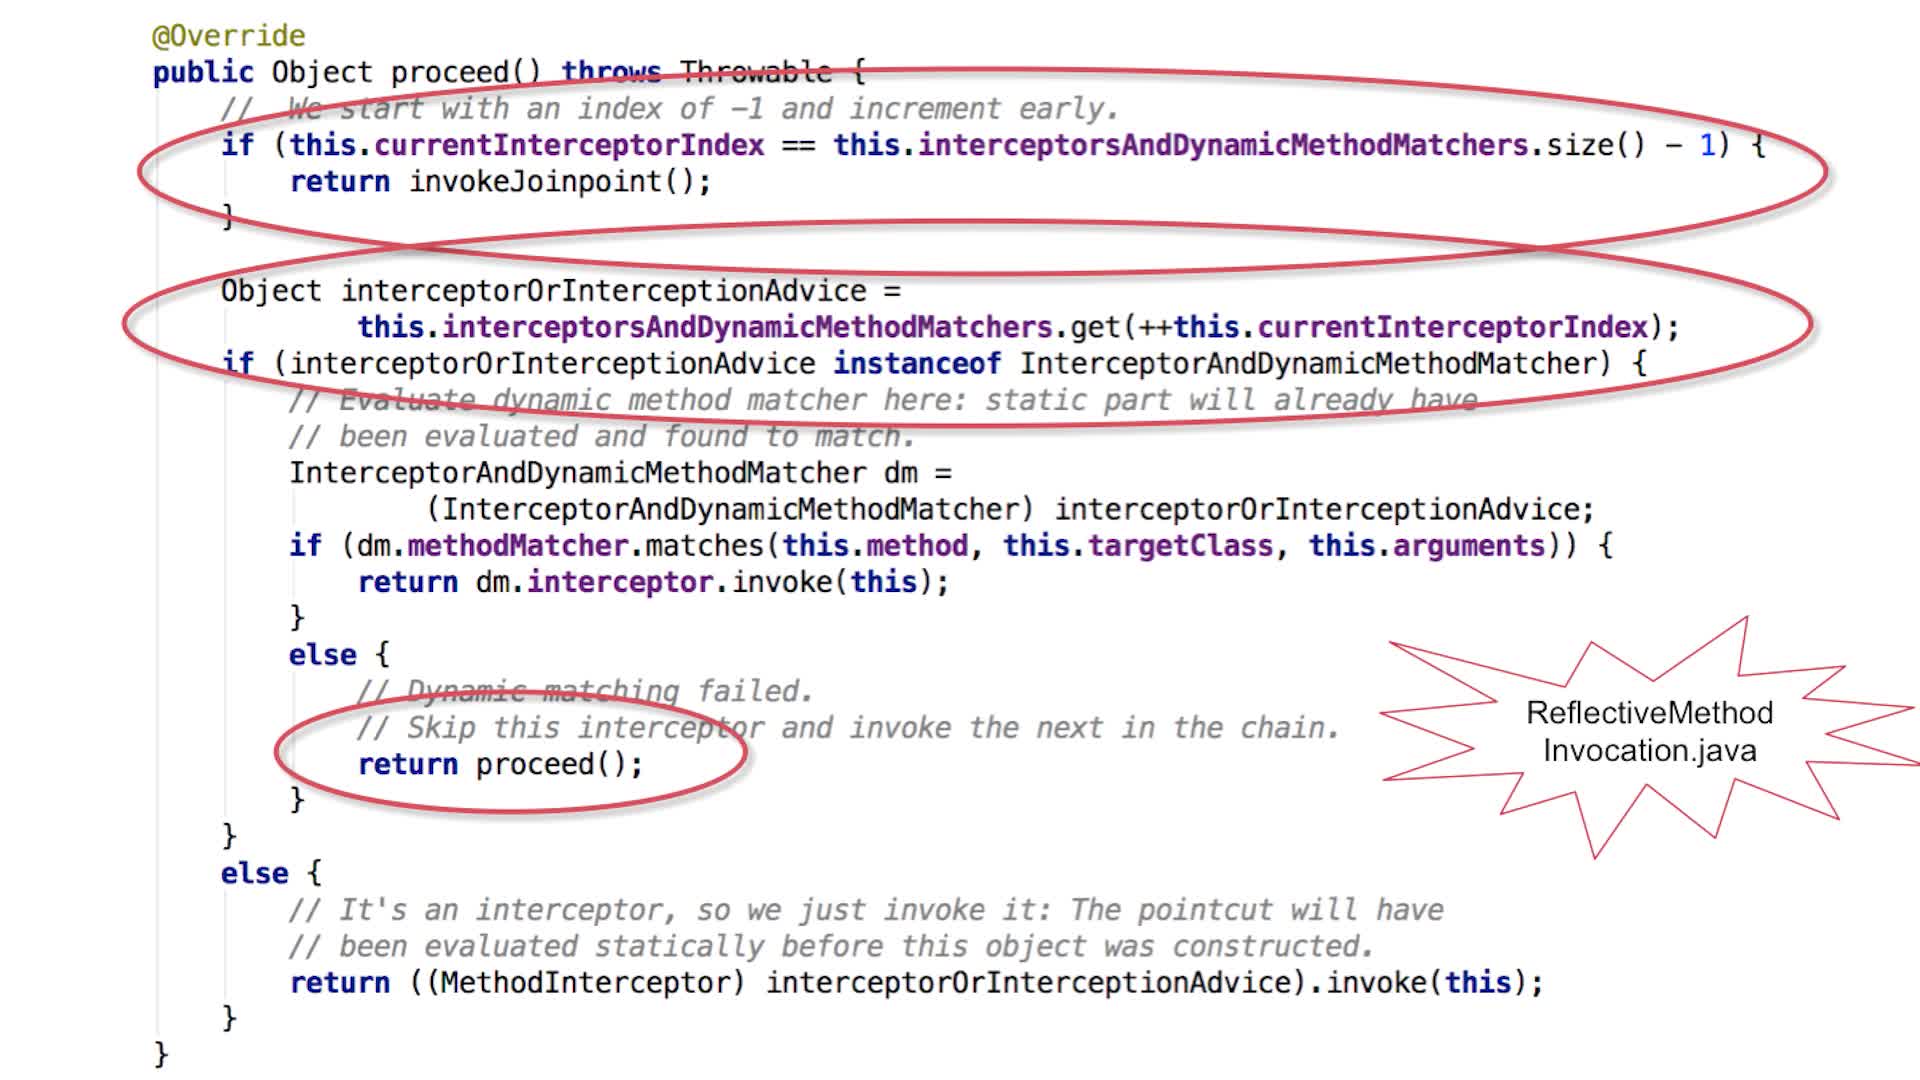 @Override
public Object proceed() throws Throwable {
//  We start with an index of -1 and increment early.
if (this.currentInterceptorIndex == this.interceptorsAndDynamicMethodMatchers.size() - 1) {
return invokeJoinpoint();
}
Object interceptorOrInterceptionAdvice =
this.interceptorsAndDynamicMethodMatchers.get(++this.currentInterceptorIndex);
if (interceptorOrInterceptionAdvice instanceof InterceptorAndDynamicMethodMatcher) {
// Evaluate dynamic method matcher here: static part will already have
// been evaluated and found to match.
InterceptorAndDynamicMethodMatcher dm =
(InterceptorAndDynamicMethodMatcher) interceptorOrInterceptionAdvice;
if (dm.methodMatcher.matches(this.method, this.targetClass, this.arguments)) {
return dm.interceptor.invoke(this);
}
else {
// Dynamic matching failed.
// Skip this interceptor and invoke the next in the chain.
return proceed();
}
}
else {
// It's an interceptor, so we just invoke it: The pointcut will have
// been evaluated statically before this object was constructed.
return ((MethodInterceptor) interceptorOrInterceptionAdvice).invoke(this);
}
}
ReflectiveMethod
Invocation.java